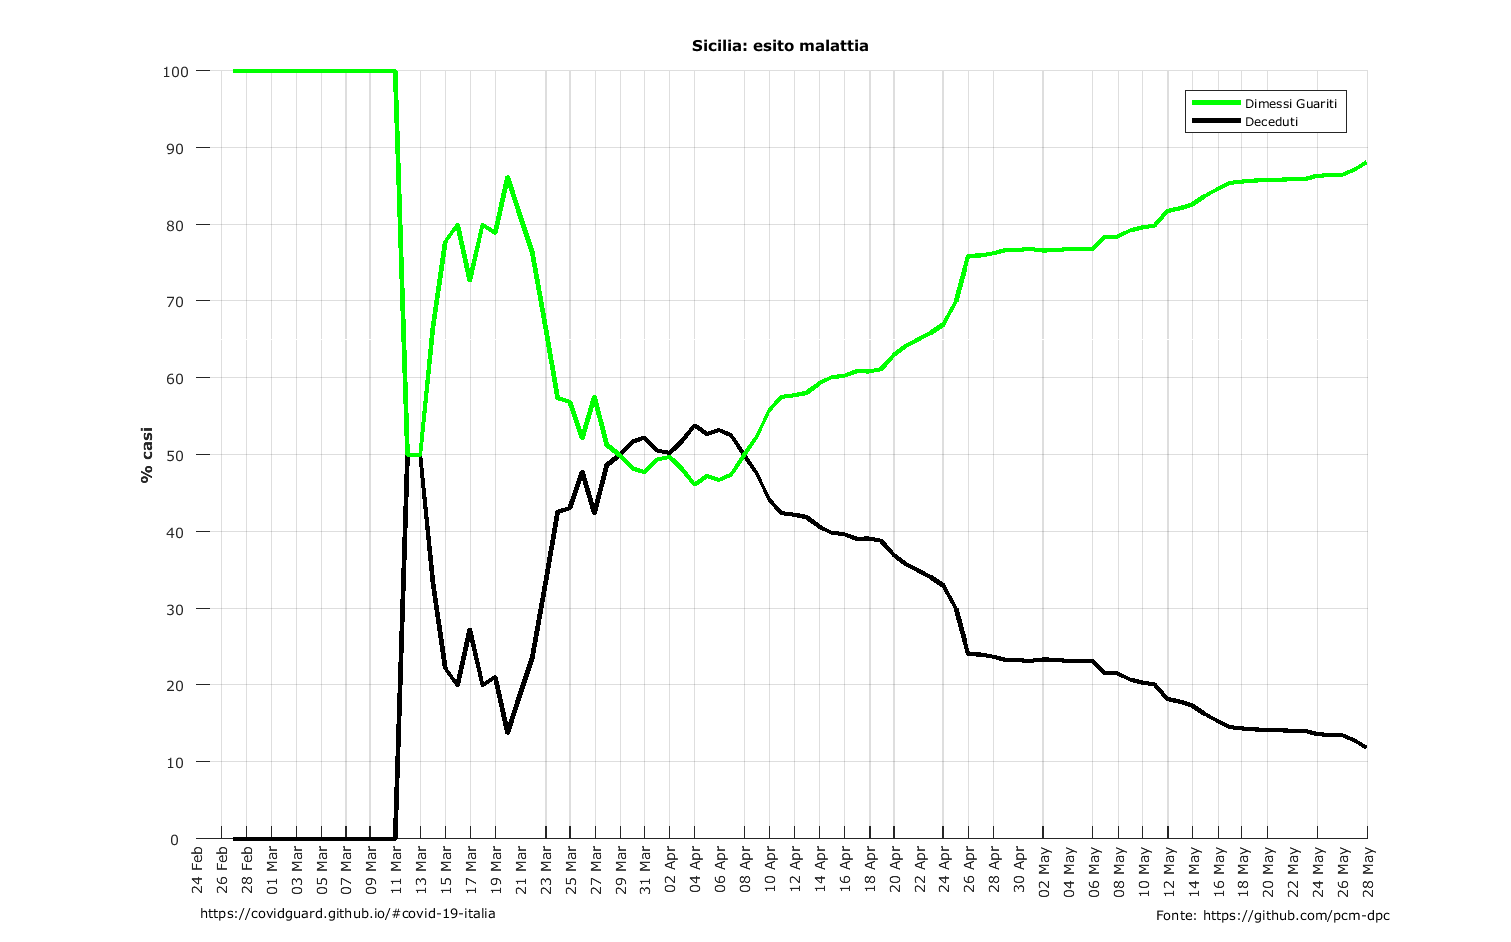 Sicilia: esito malattia
Dimessi Guariti
Deceduti
% casi
100
90
80
70
60
50
40
30
20
10
0
24 Feb
26 Feb
28 Feb
01 Mar
03 Mar
05 Mar
07 Mar
09 Mar
11 Mar
13 Mar
15 Mar
17 Mar
19 Mar
21 Mar
23 Mar
25 Mar
27 Mar
29 Mar
31 Mar
02 Apr
04 Apr
06 Apr
08 Apr
10 Apr
12 Apr
14 Apr
16 Apr
18 Apr
20 Apr
22 Apr
24 Apr
26 Apr
28 Apr
30 Apr
02 May
04 May
06 May
08 May
10 May
12 May
14 May
16 May
18 May
20 May
22 May
24 May
26 May
28 May
https://covidguard.github.io/#covid-19-italia
Fonte: https://github.com/pcm-dpc